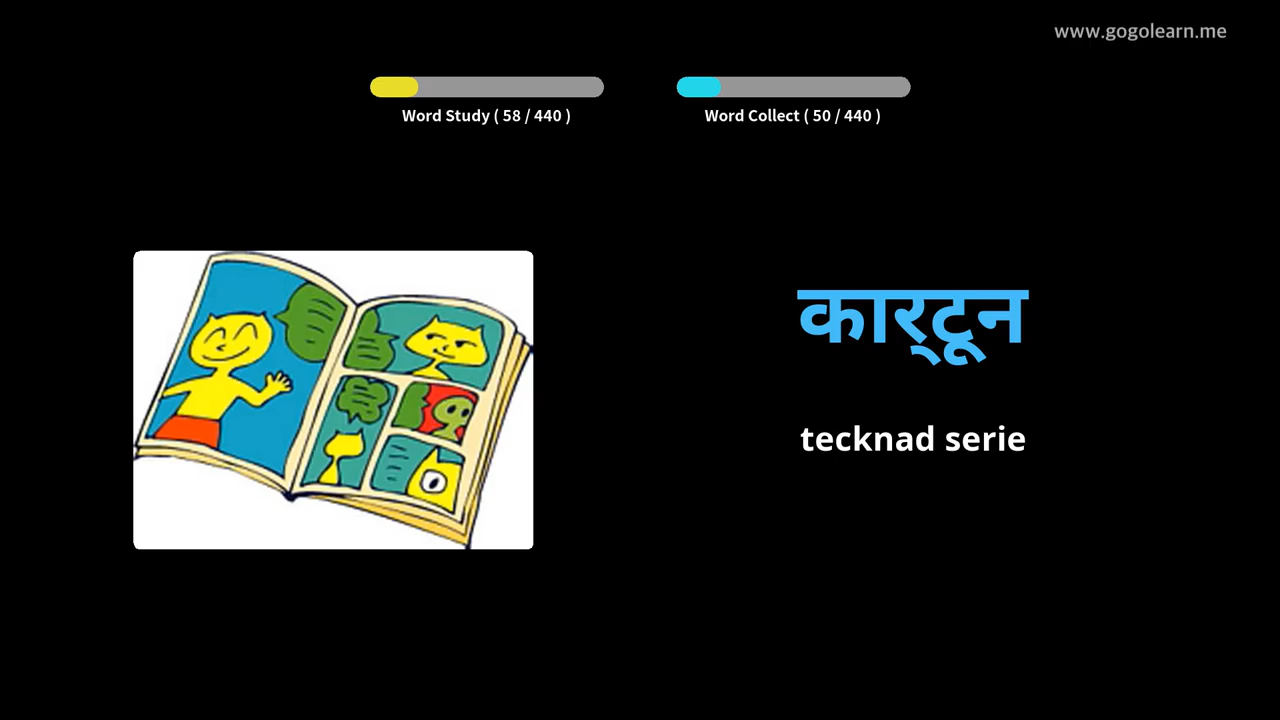 www.gogolearn.me
Word Study ( 58 / 440 )
Word Collect ( 50 / 440 )
कार्‍टून
tecknad serie